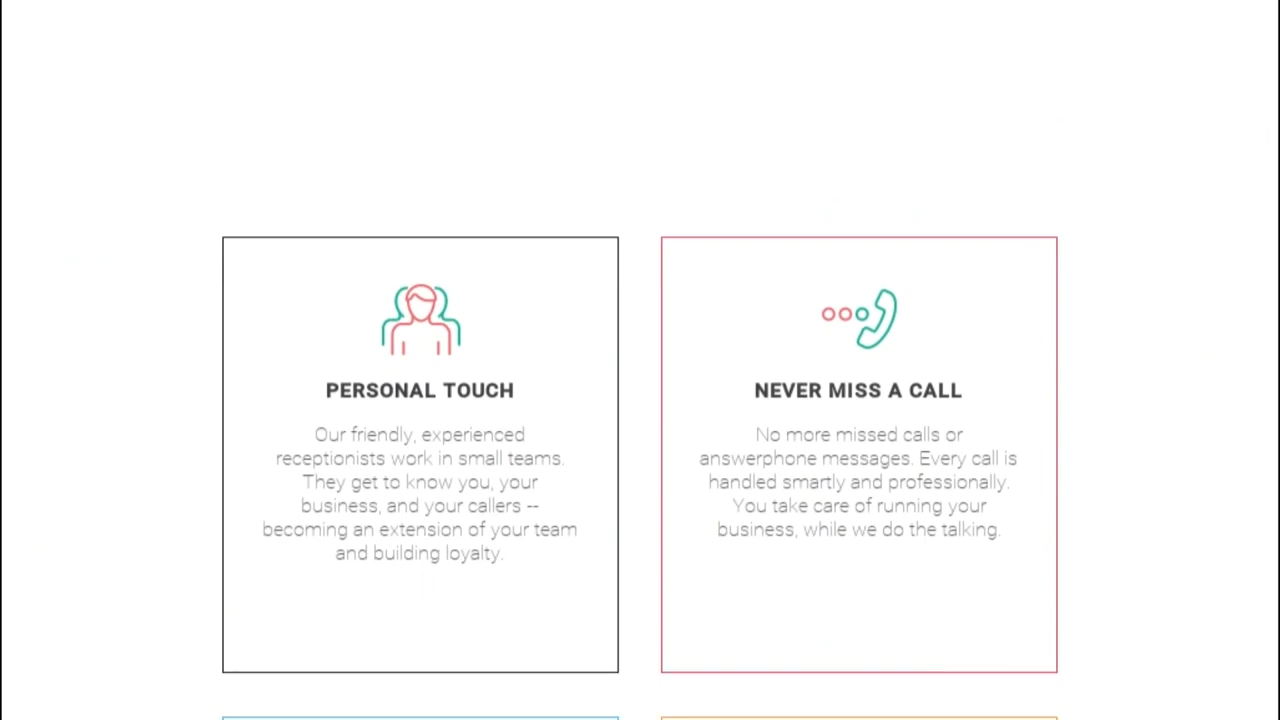 PERSONAL TOUCH
Our friendly, experienced
receptionists work in small teams.
They get to know you, your
business, and your callers --
becoming an extension of your team
and building loyalty.
NEVER MISS A CALL
No more missed calls or
answerphone messages. Every call is
handled smartly and professionally.
You take care of running your
business, while we do the talking.